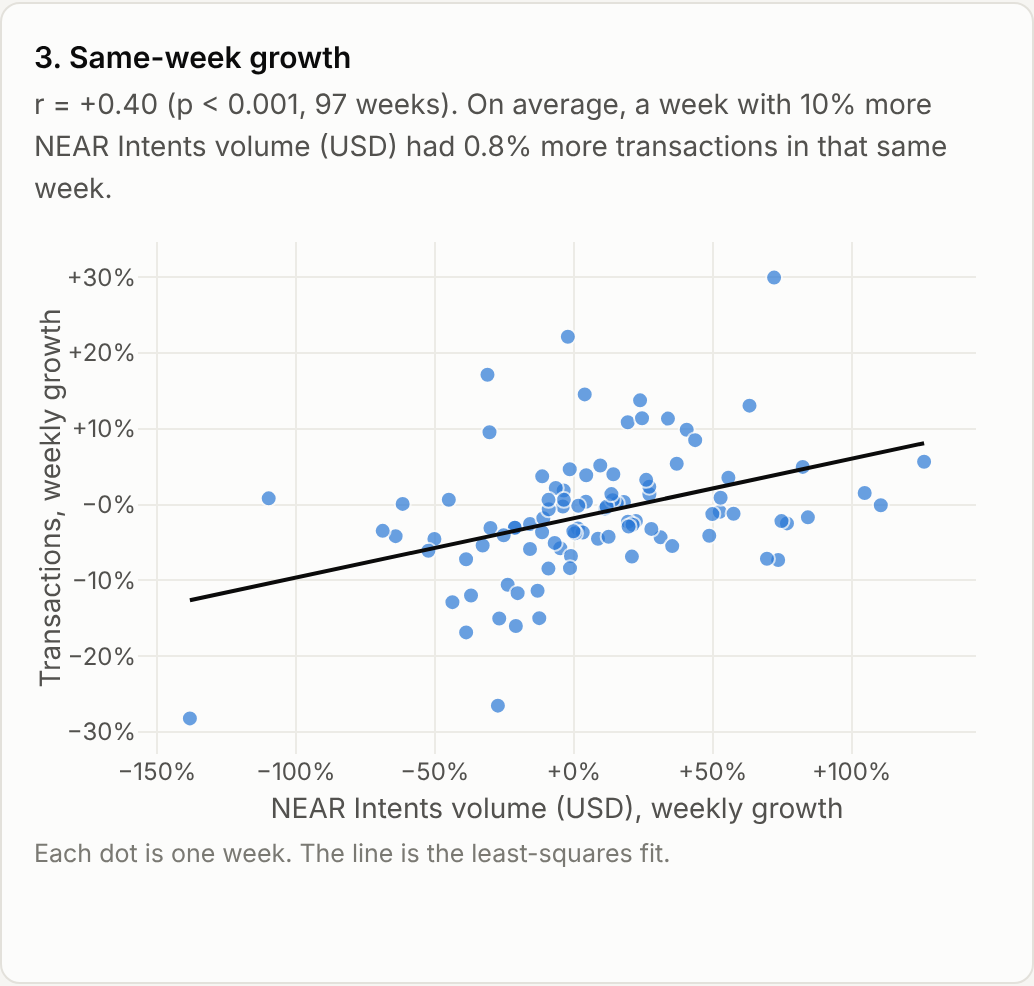 3. Same-week growth
r = +0.40 (p < 0.001, 97 weeks). On average, a week with 10% more
NEAR Intents volume (USD) had 0.8% more transactions in that same
week.
Transactions, weekly growth
+30%
+20%
+10%
−0%
−10%
−20%
−30%
−150%
−100%
−50%
+0%
+50%
+100%
NEAR Intents volume (USD), weekly growth
Each dot is one week. The line is the least-squares fit.